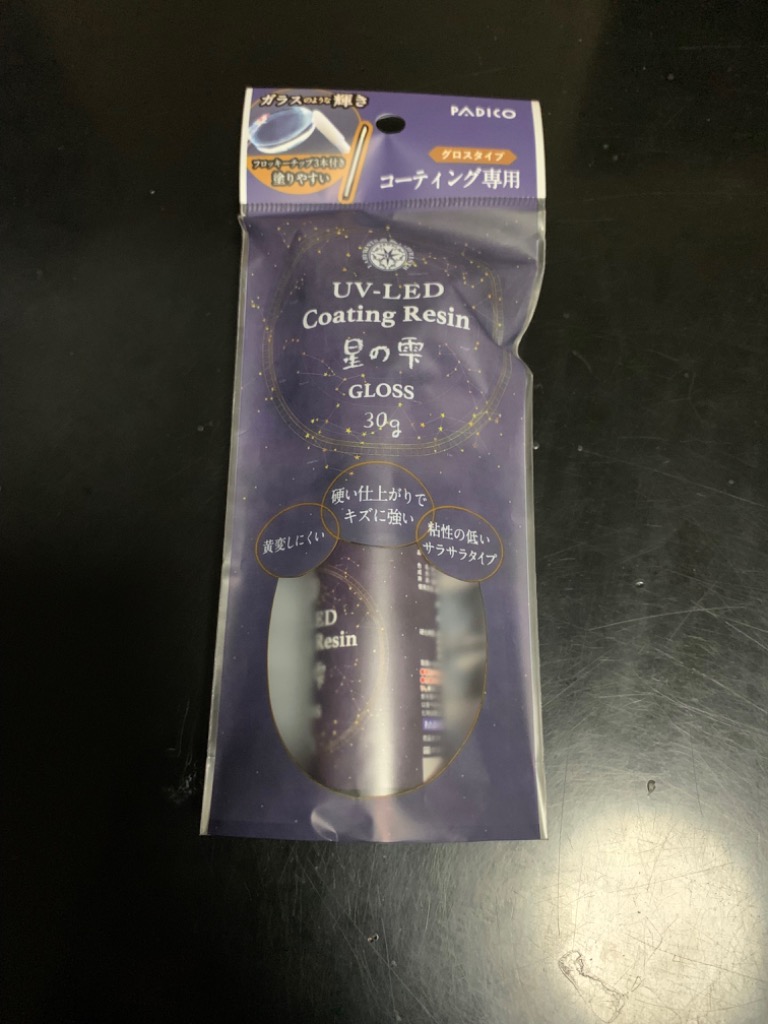 ガラスのような輝き
PADICO
フロッキーチップ3本付き
塗りやすい
グロスタイプ
コーティング専用
UV-LED
Coating Resin
星の雫
GLOSS
30g
硬い仕上がりで
キズに強い
黄変しにくい
粘性の低い
サラサラタイプ
ED
Resin
雫